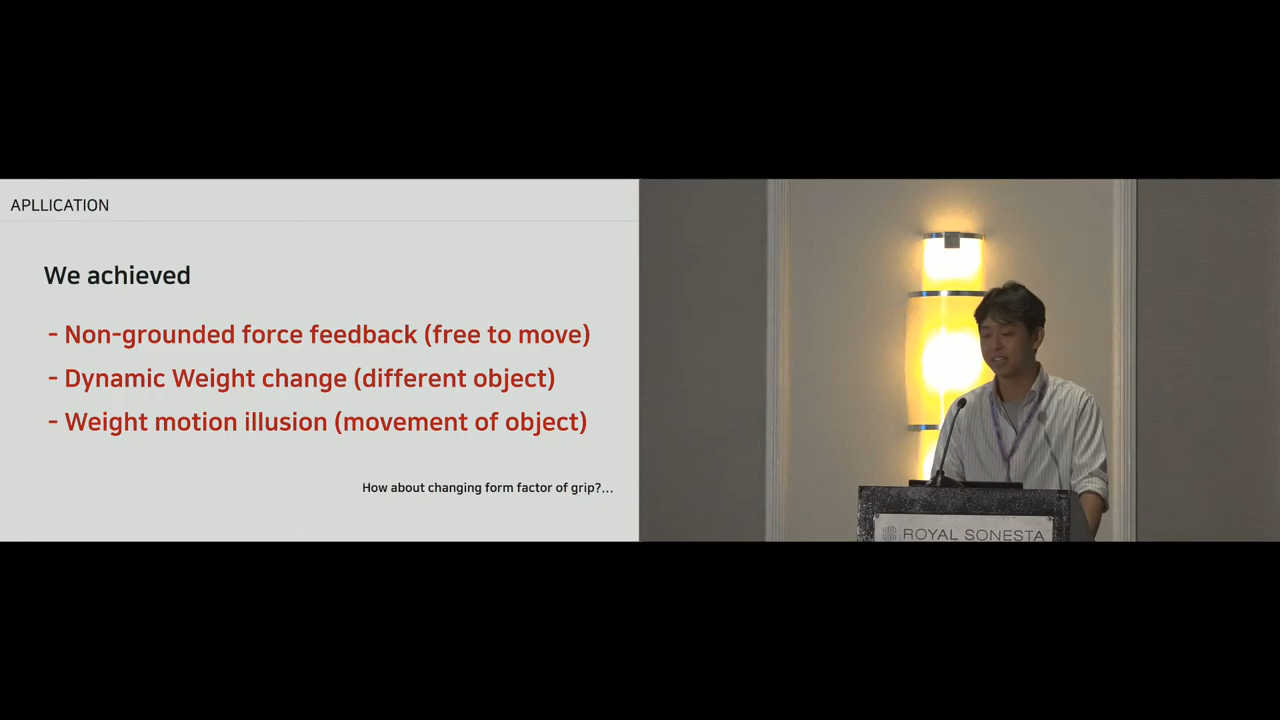 APLLICATION
We achieved
- Non-grounded force feedback (free to move)
- Dynamic Weight change (different object)
- Weight motion illusion (movement of object)
How about changing form factor of grip?...
ROYAL SONESTA